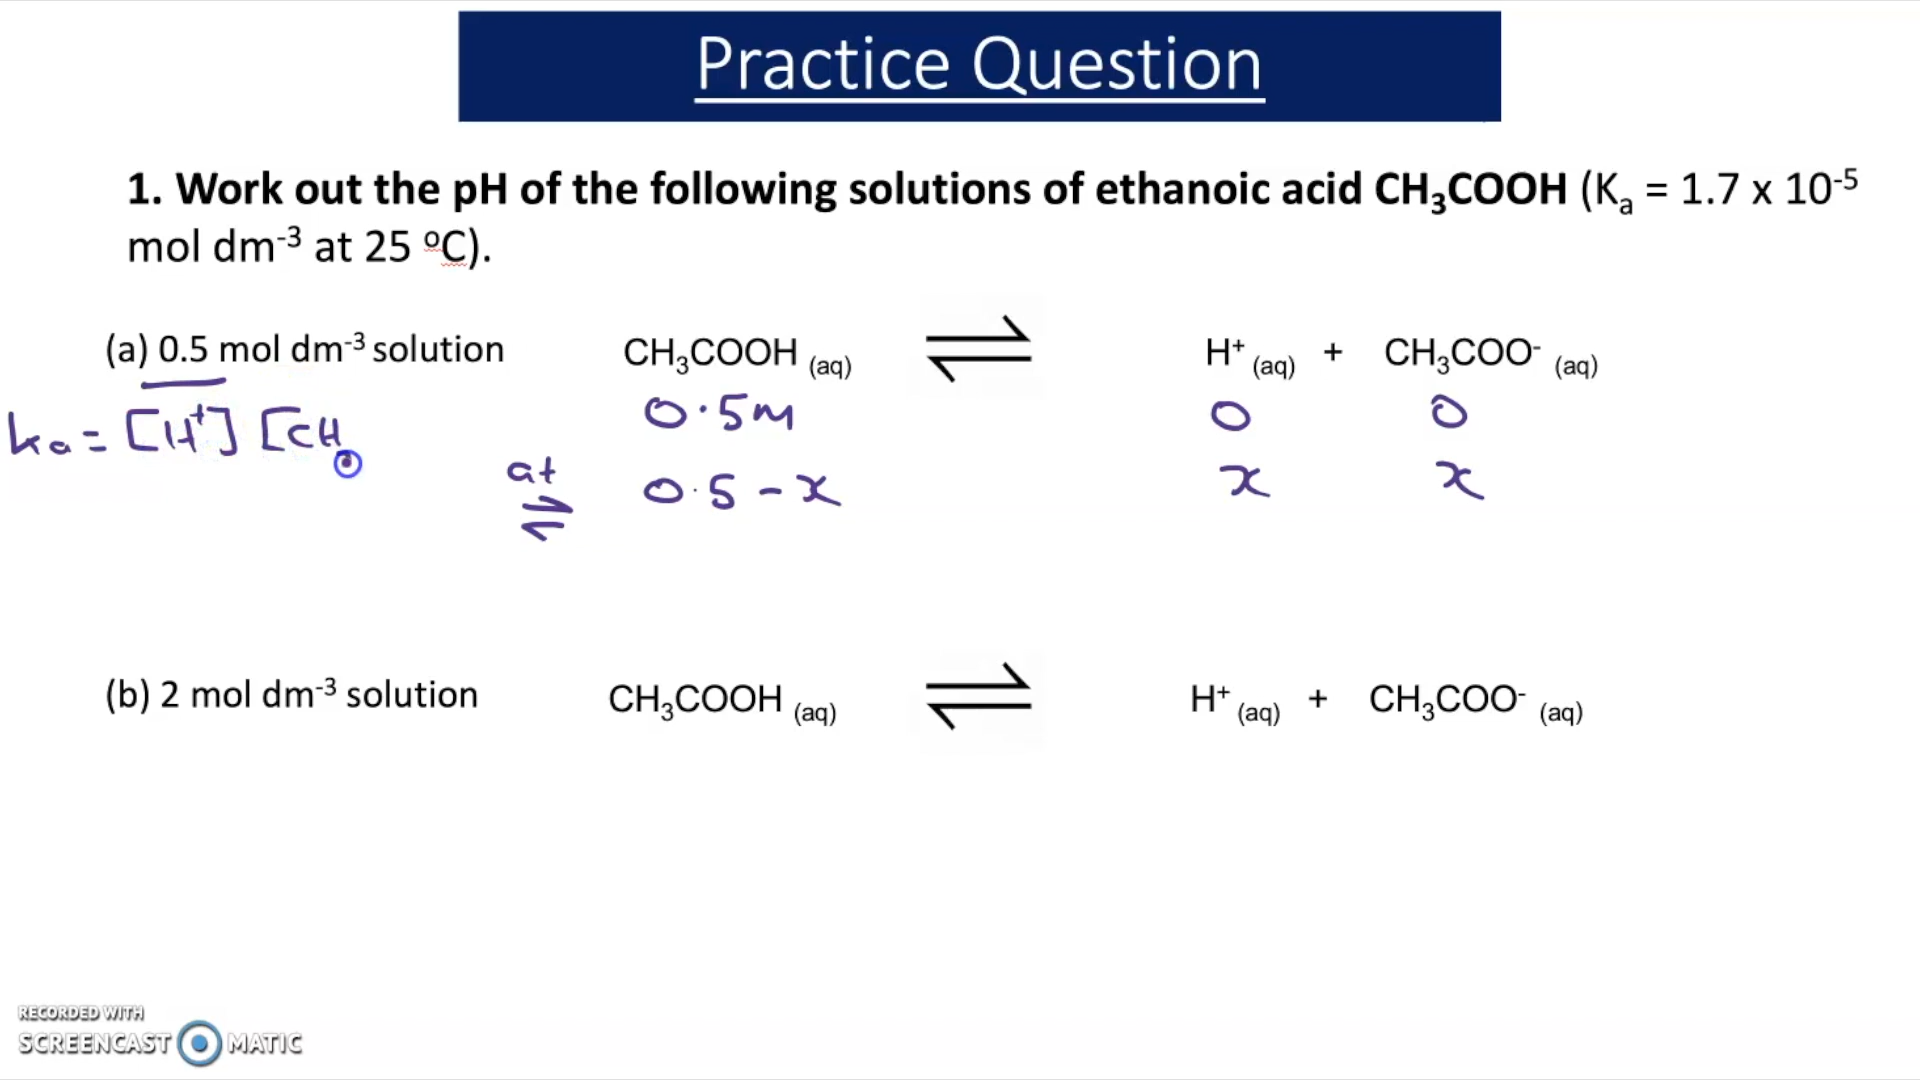 Practice Question
1. Work out the pH of the following solutions of ethanoic acid CH₃COOH (Kₐ = 1.7 x 10⁻⁵
mol dm⁻³ at 25 ºC).
(a) 0.5 mol dm⁻³ solution CH₃COOH (aq) ⇌ H⁺ (aq) + CH₃COO⁻ (aq)
0.5M 0 0
ka = [H⁺] [CH
at ⇌ 0.5 - x x x
(b) 2 mol dm⁻³ solution CH₃COOH (aq) ⇌ H⁺ (aq) + CH₃COO⁻ (aq)
RECORDED WITH
SCREENCAST MATIC